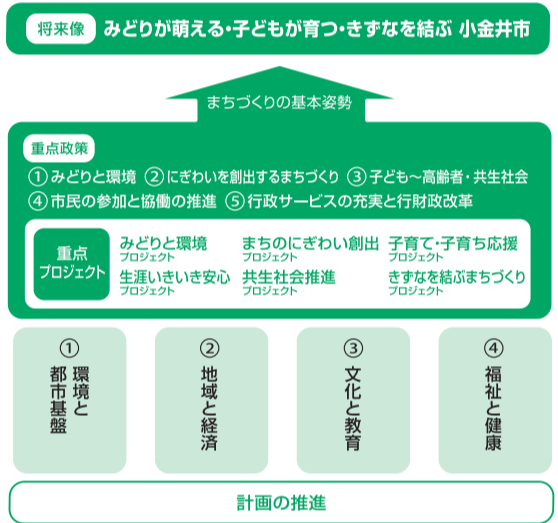 将来像 みどりが萌える・子どもが育つ・きずなを結ぶ 小金井市
まちづくりの基本姿勢
重点政策
①みどりと環境 ②にぎわいを創出するまちづくり ③子ども～高齢者・共生社会
④市民の参加と協働の推進 ⑤行政サービスの充実と行財政改革
重点
プロジェクト
みどりと環境
プロジェクト
まちのにぎわい創出
プロジェクト
子育て・子育ち応援
プロジェクト
生涯いきいき安心
プロジェクト
共生社会推進
プロジェクト
きずなを結ぶまちづくり
プロジェクト
①
環境と
都市基盤
②
地域と経済
③
文化と教育
④
福祉と健康
計画の推進